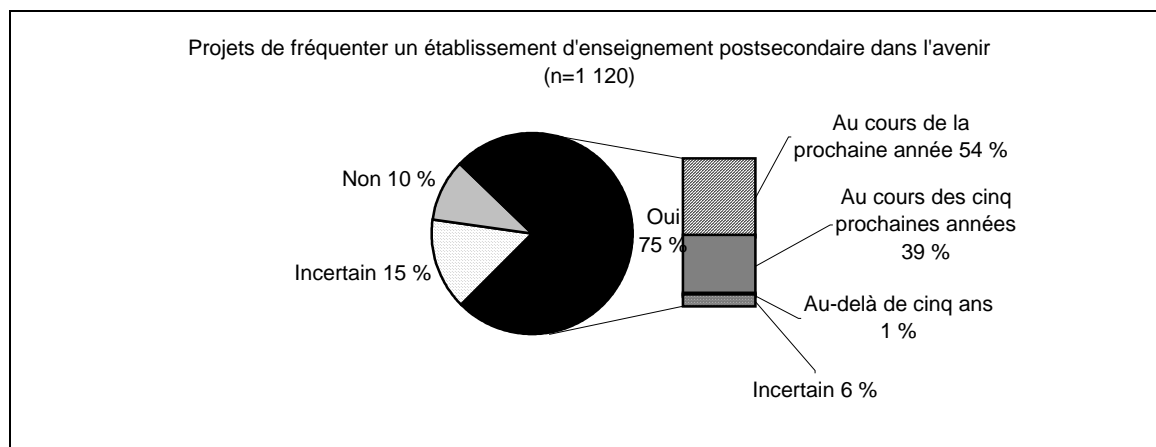 Projets de fréquenter un établissement d'enseignement postsecondaire dans l'avenir
(n=1 120)
Non 10 %
Incertain 15 %
Oui
75 %
Au cours de la
prochaine année 54 %
Au cours des cinq
prochaines années
39 %
Au-delà de cinq ans
1 %
Incertain 6 %